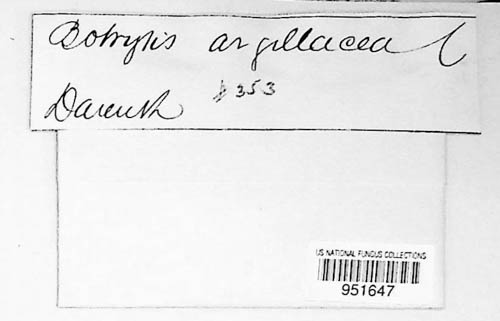 Botrytis argillacea C
353
Darenth
US NATIONAL FUNGUS COLLECTIONS
951647